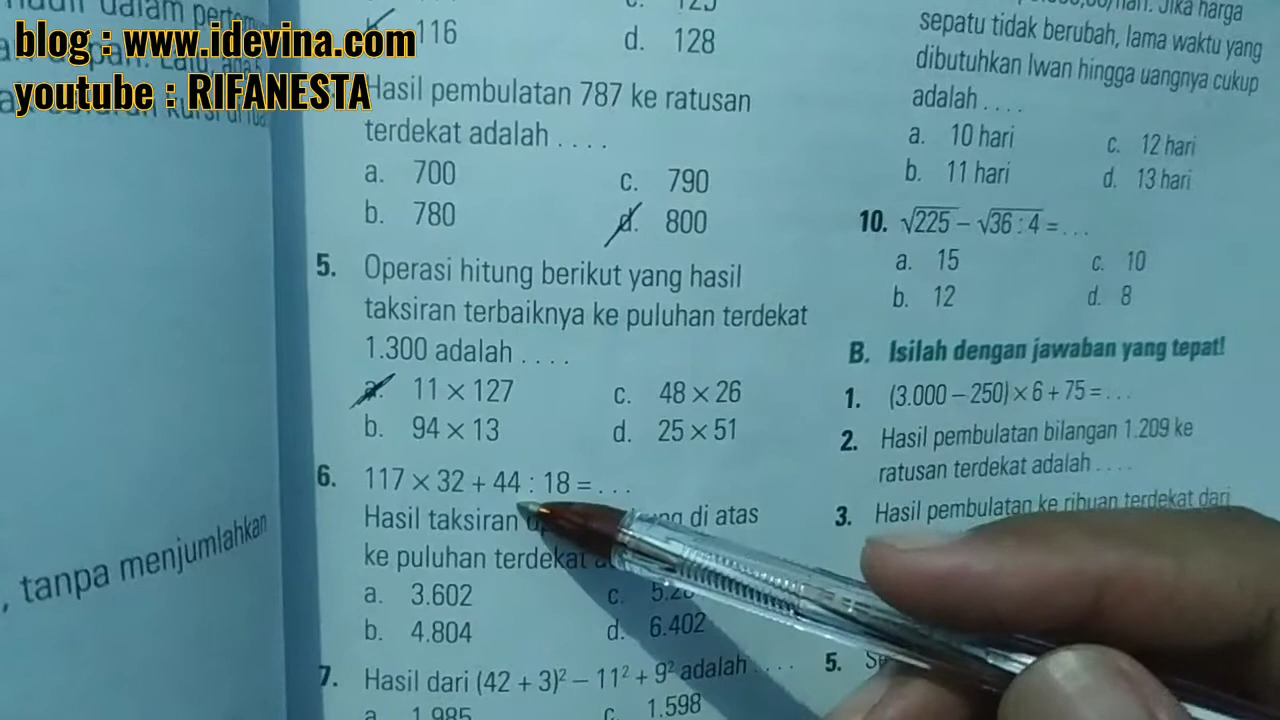 blog : www.idevina.com
youtube : RIFANESTA
tanpa menjumlahkan
116
d. 128
Hasil pembulatan 787 ke ratusan
terdekat adalah . . . .
a. 700
c. 790
b. 780
d. 800
5. Operasi hitung berikut yang hasil
taksiran terbaiknya ke puluhan terdekat
1.300 adalah . . . .
a. 11 × 127
c. 48 × 26
b. 94 × 13
d. 25 × 51
6. 117 × 32 + 44 : 18 = . . .
Hasil taksiran di atas
ke puluhan terdekat
a. 3.602
c.
b. 4.804
d. 6.402
7. Hasil dari (42 + 3)² – 11² + 9² adalah . . . .
a. 1.985
c. 1.598
Jika harga
sepatu tidak berubah, lama waktu yang
dibutuhkan Iwan hingga uangnya cukup
adalah . . . .
a. 10 hari
c. 12 hari
b. 11 hari
d. 13 hari
10. √225 – √36 : 4 = . . .
a. 15
c. 10
b. 12
d. 8
B. Isilah dengan jawaban yang tepat!
1. (3.000 – 250) × 6 + 75 = . . .
2. Hasil pembulatan bilangan 1.209 ke
ratusan terdekat adalah . . . .
3. Hasil pembulatan ke ribuan terdekat dari
5.